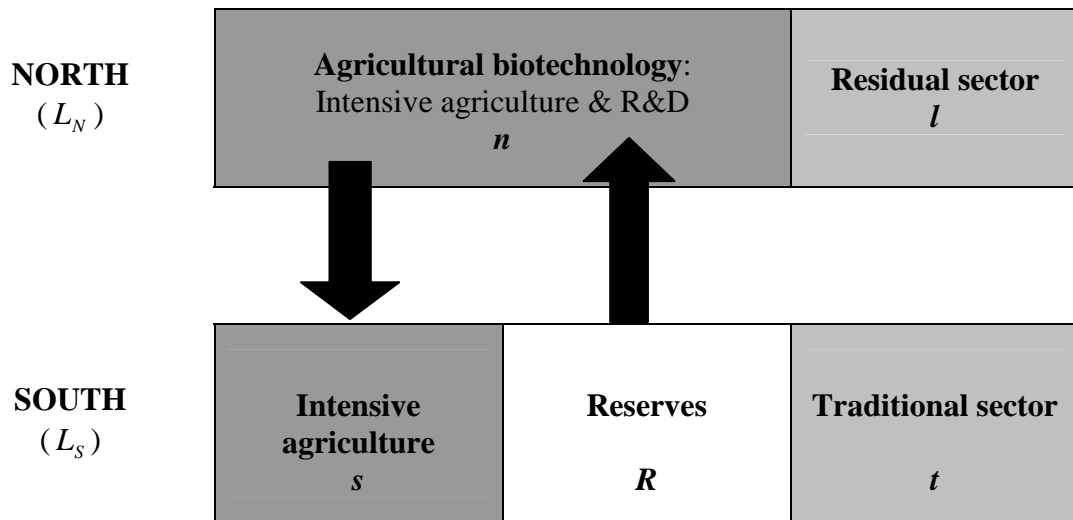 NORTH
(L_N)
Agricultural biotechnology:
Intensive agriculture & R&D
n
Residual sector
l
SOUTH
(L_S)
Intensive
agriculture
s
Reserves
R
Traditional sector
t